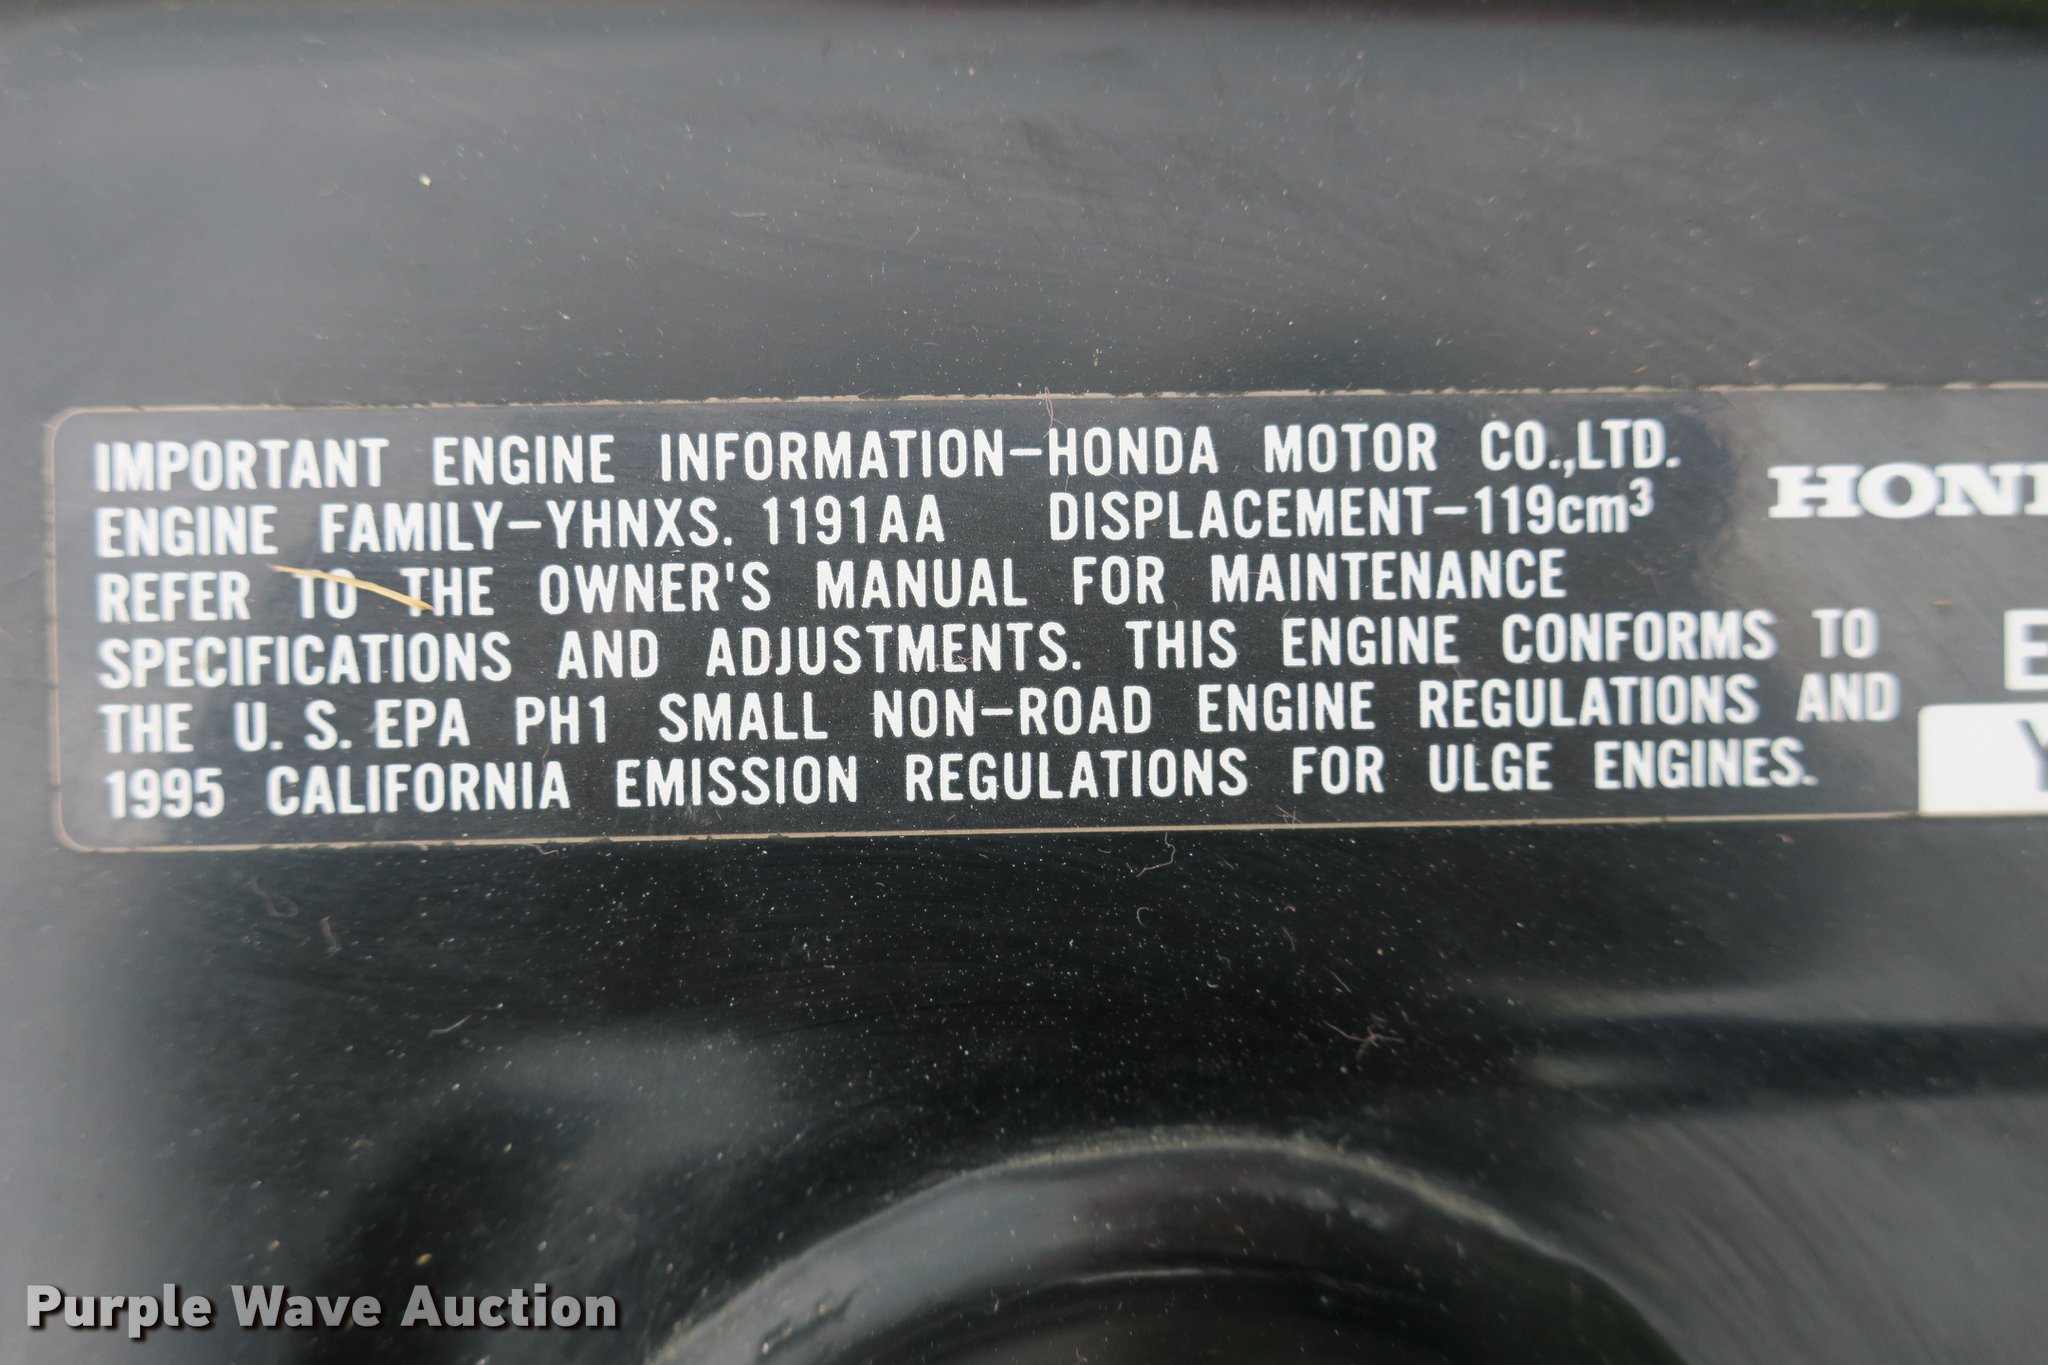 IMPORTANT ENGINE INFORMATION-HONDA MOTOR CO.,LTD.
ENGINE FAMILY-YHNXS. 1191AA DISPLACEMENT-119cm³
REFER TO THE OWNER'S MANUAL FOR MAINTENANCE
SPECIFICATIONS AND ADJUSTMENTS. THIS ENGINE CONFORMS TO
THE U. S. EPA PH1 SMALL NON-ROAD ENGINE REGULATIONS AND
1995 CALIFORNIA EMISSION REGULATIONS FOR ULGE ENGINES.
HON
E
Purple Wave Auction